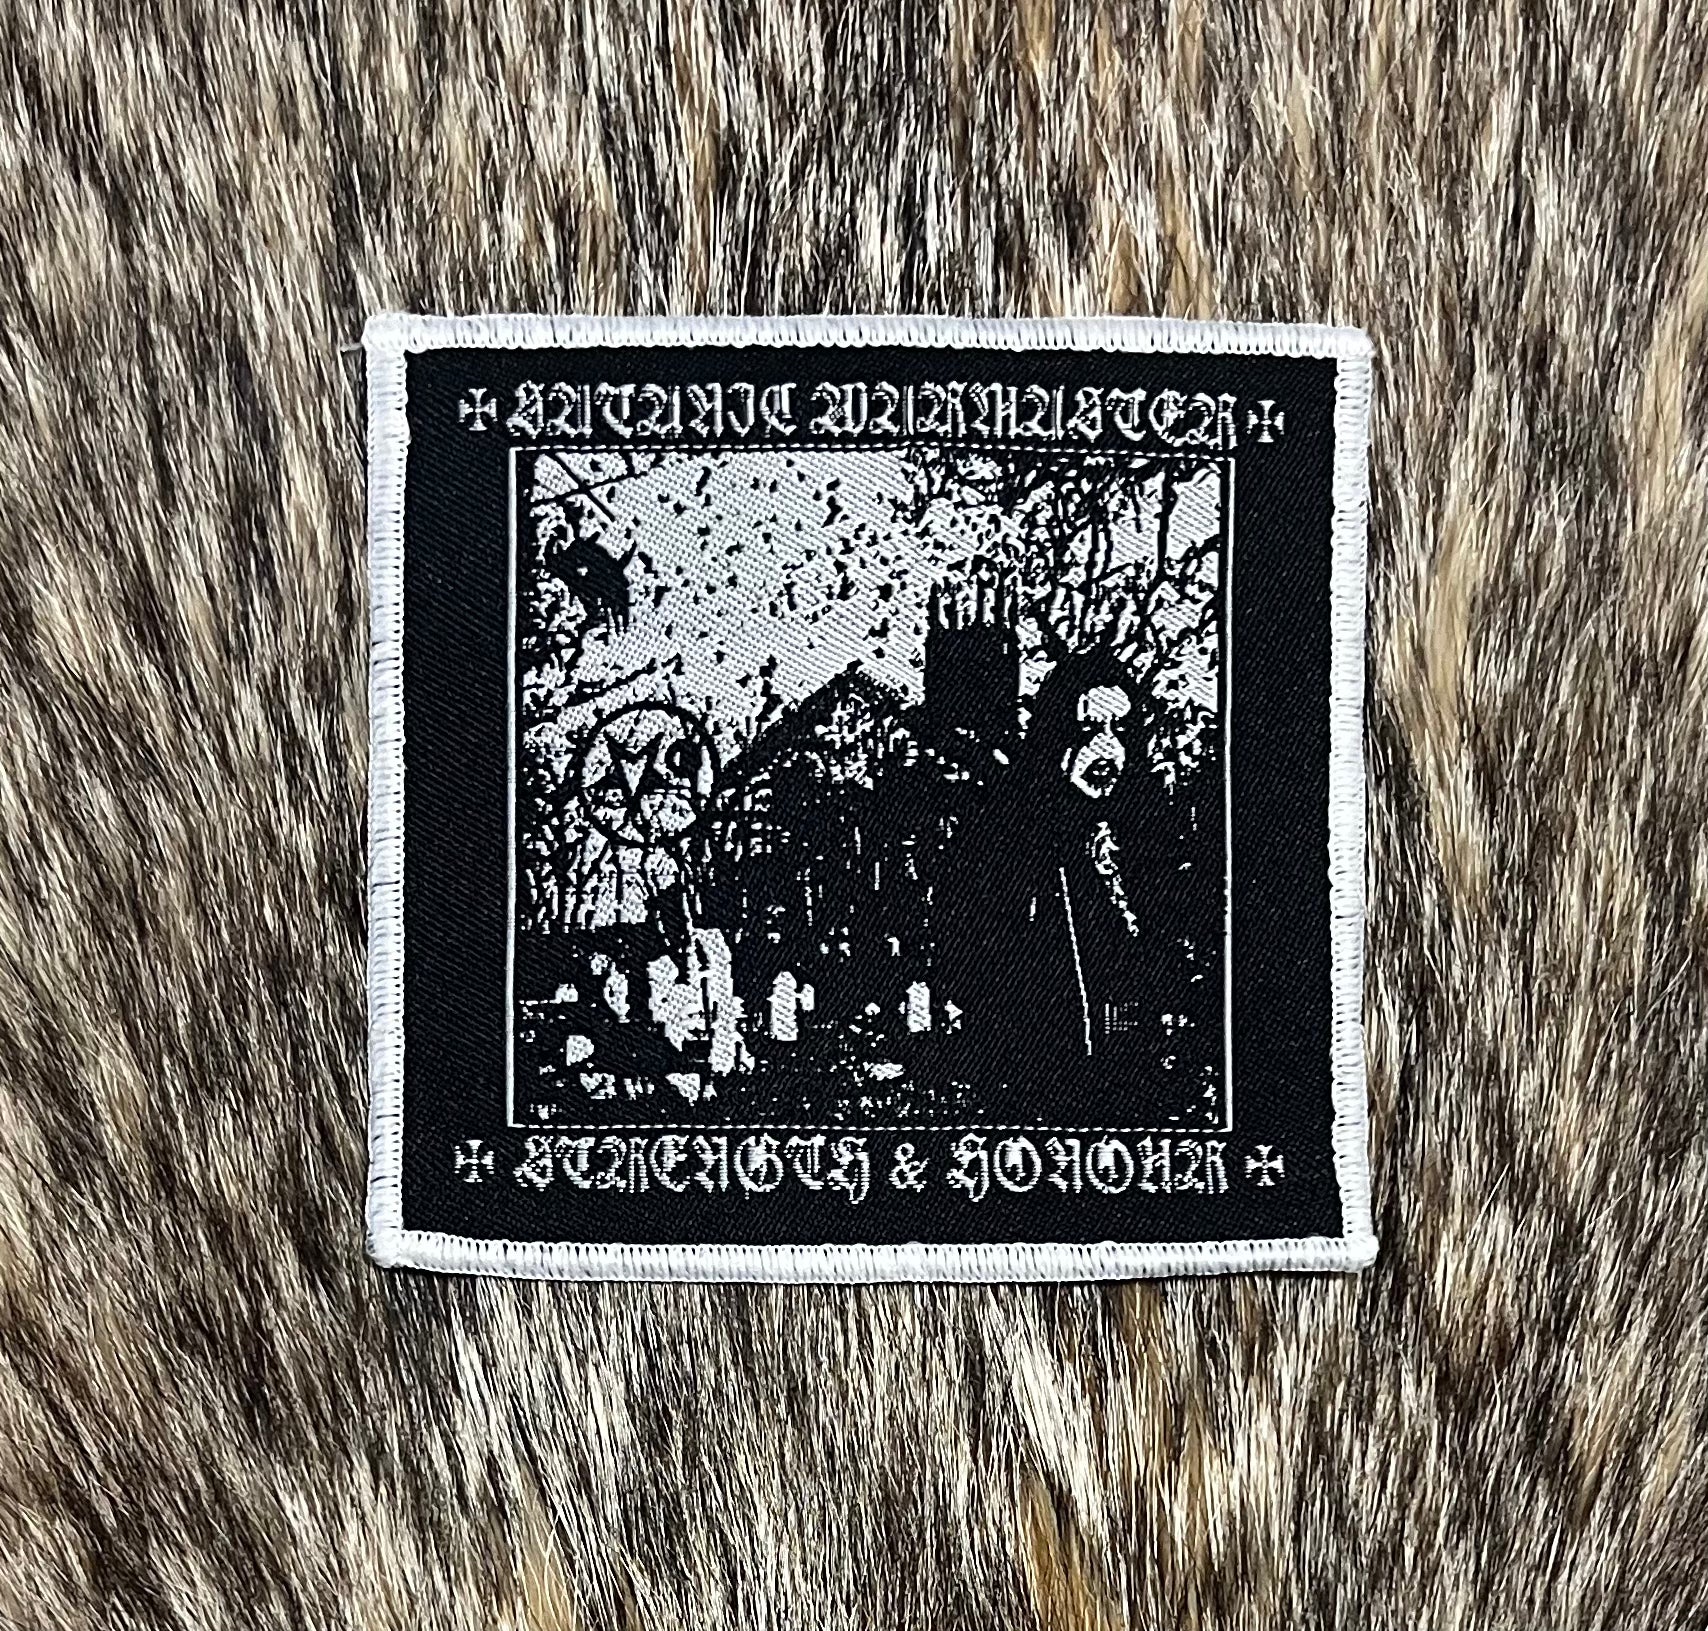 ✠ SATANIC WARMASTER ✠
✠ STRENGTH & HONOUR ✠